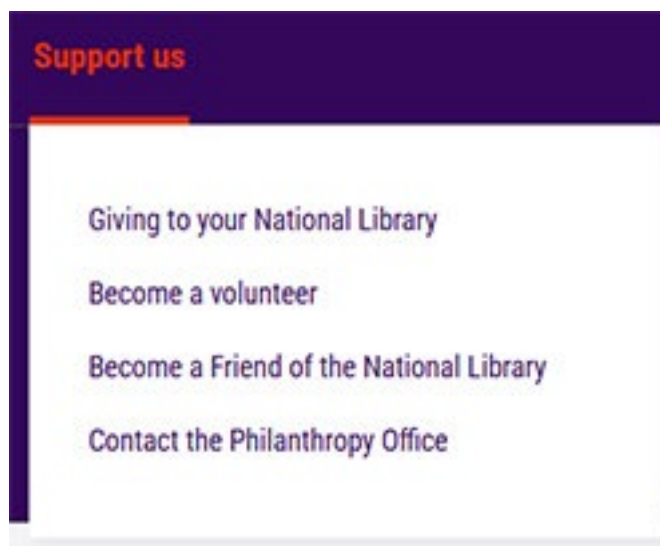 Support us
Giving to your National Library
Become a volunteer
Become a Friend of the National Library
Contact the Philanthropy Office